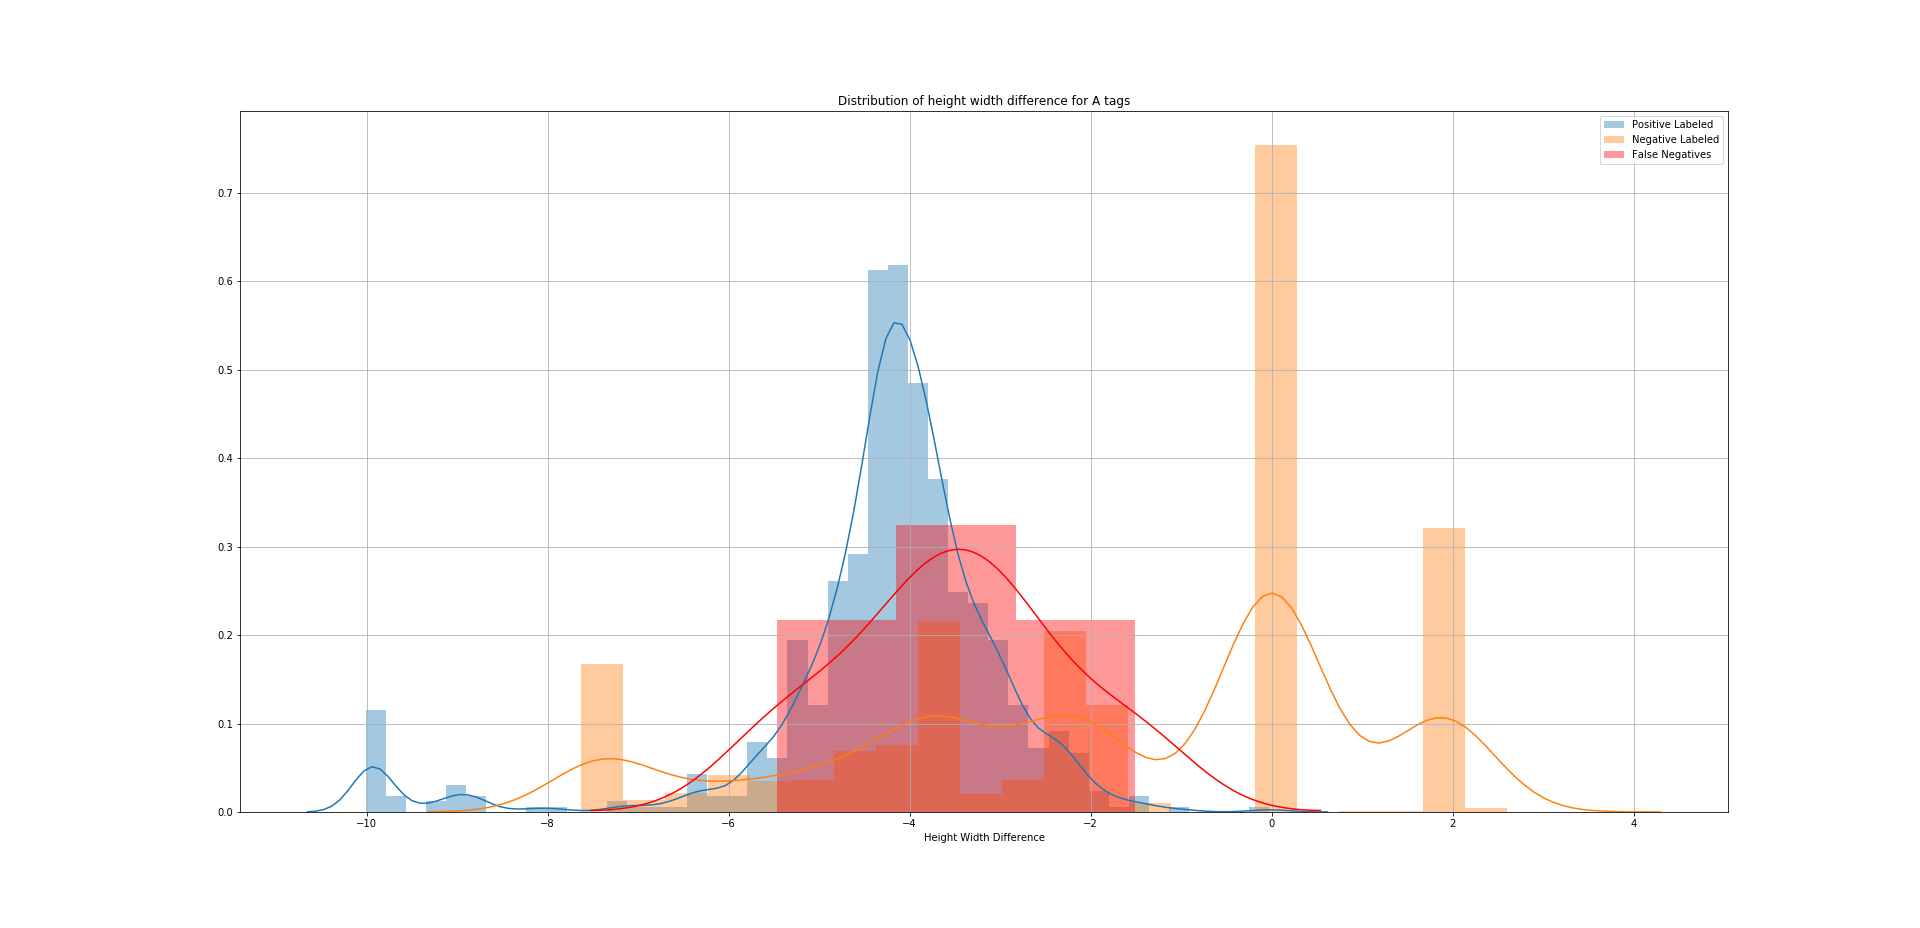 Distribution of height width difference for A tags
Positive Labeled
Negative Labeled
False Negatives
0.7
0.6
0.5
0.4
0.3
0.2
0.1
0.0
−10 −8 −6 −4 −2 0 2 4
Height Width Difference